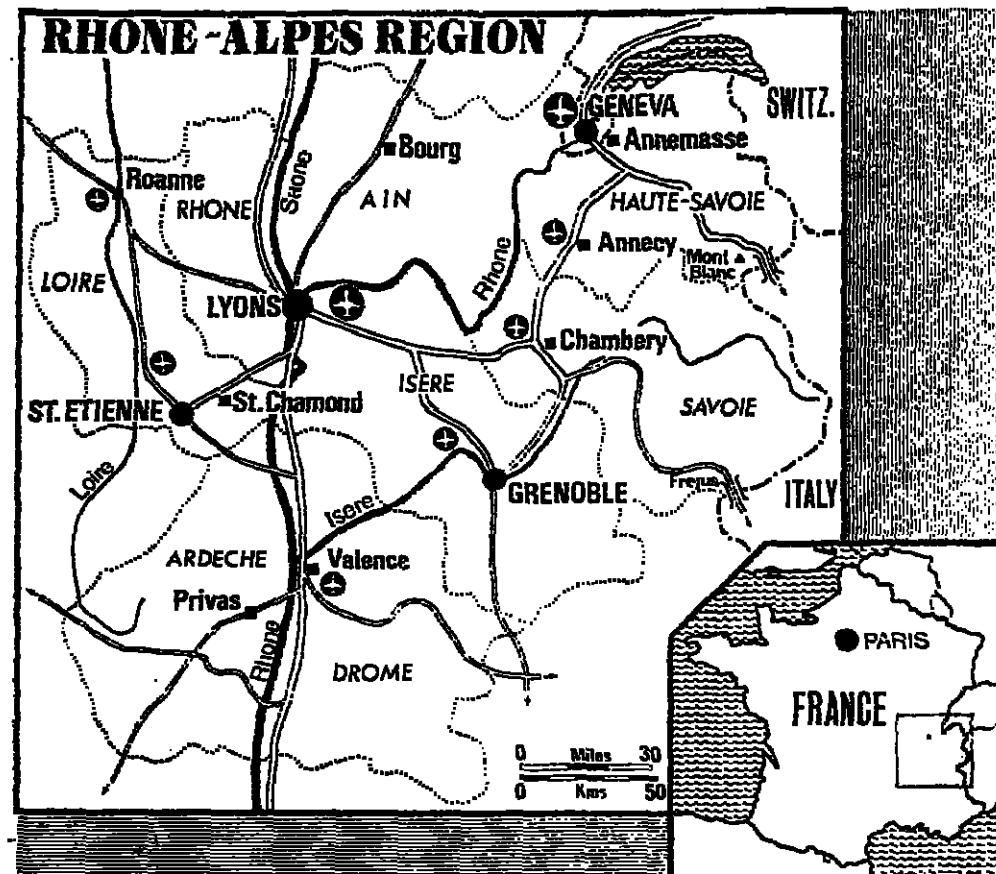 RHONE-ALPES REGION
SWITZ.
GENEVA
Annemasse
Bourg
Roanne
RHONE
AIN
HAUTE-SAVOIE
Annecy
Mont
Blanc
Rhone
LOIRE
LYONS
Chambery
ISERE
ST. ETIENNE
St. Chamond
SAVOIE
Loire
GRENOBLE
Frejus
ITALY
Isere
ARDECHE
Valence
Privas
Rhone
DROME
PARIS
FRANCE
0 Miles 30
0 Kms 50